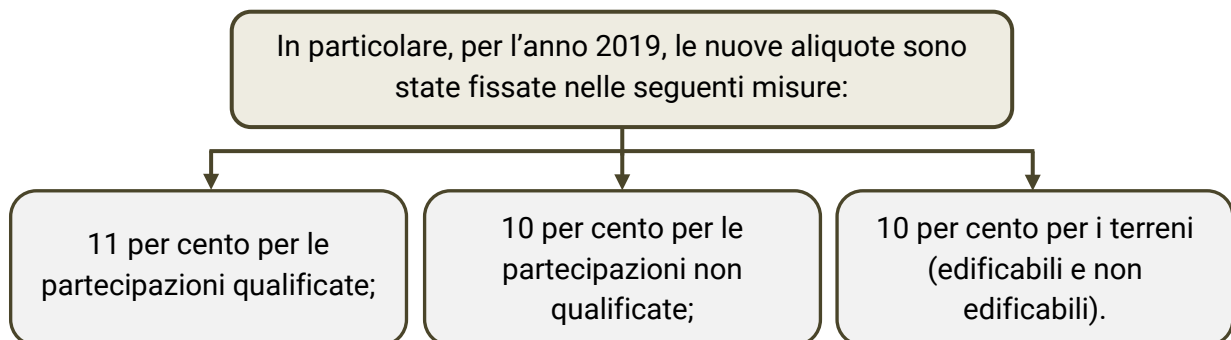 In particolare, per l’anno 2019, le nuove aliquote sono
state fissate nelle seguenti misure:
11 per cento per le
partecipazioni qualificate;
10 per cento per le
partecipazioni non
qualificate;
10 per cento per i terreni
(edificabili e non
edificabili).